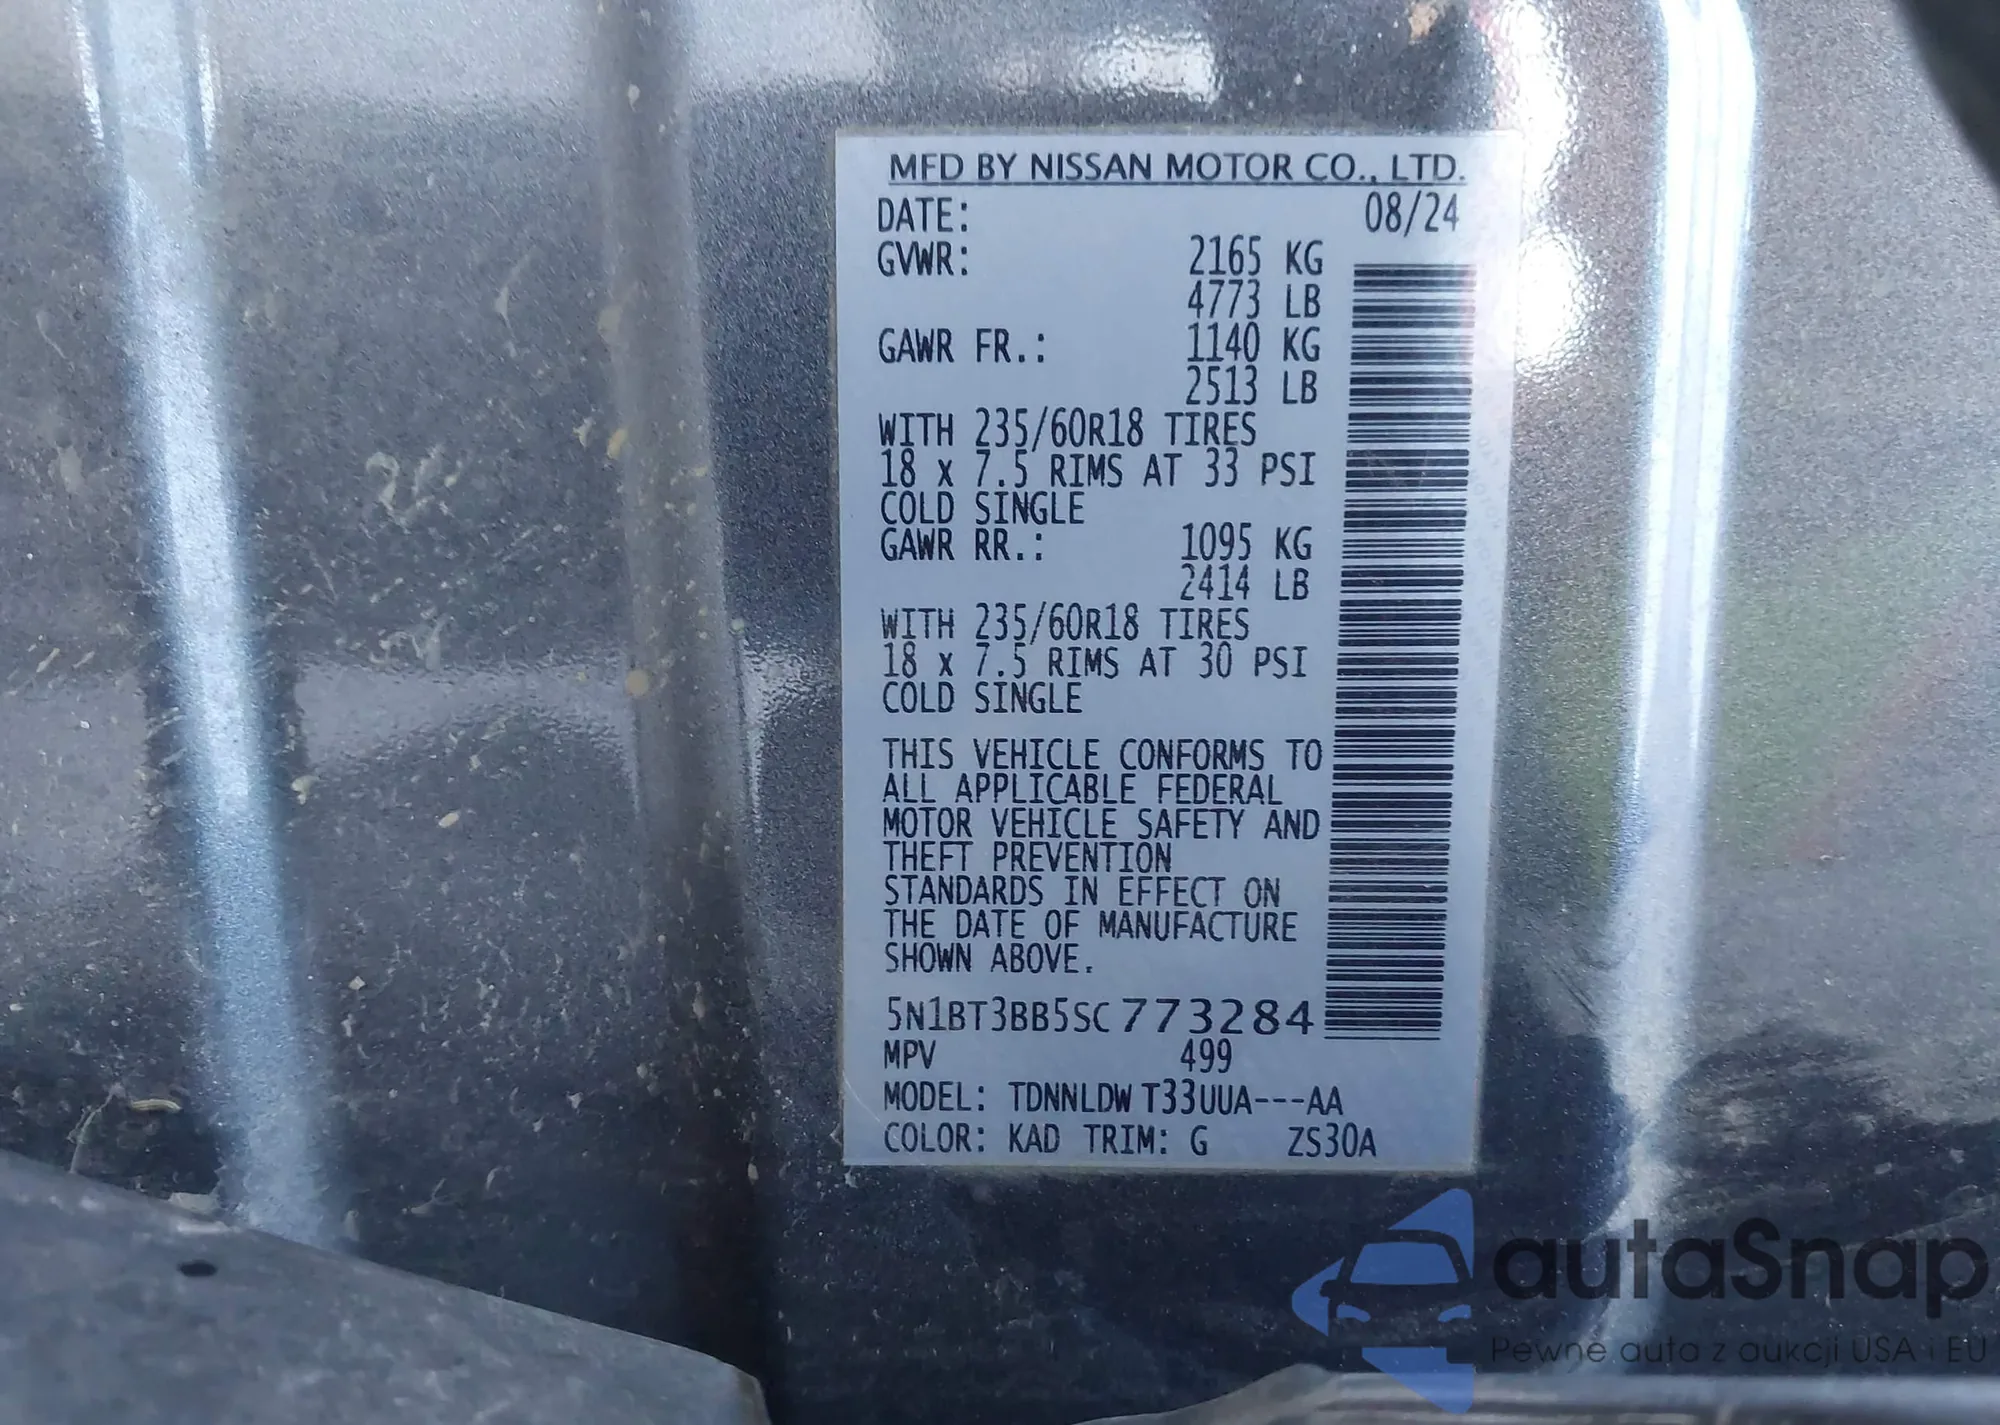 MFD BY NISSAN MOTOR CO., LTD.
DATE: 08/24
GVWR: 2165 KG
4773 LB
GAWR FR.: 1140 KG
2513 LB
WITH 235/60R18 TIRES
18 x 7.5 RIMS AT 33 PSI
COLD SINGLE
GAWR RR.: 1095 KG
2414 LB
WITH 235/60R18 TIRES
18 x 7.5 RIMS AT 30 PSI
COLD SINGLE
THIS VEHICLE CONFORMS TO
ALL APPLICABLE FEDERAL
MOTOR VEHICLE SAFETY AND
THEFT PREVENTION
STANDARDS IN EFFECT ON
THE DATE OF MANUFACTURE
SHOWN ABOVE.
5N1BT3BB5SC773284
MPV 499
MODEL: TDNNLDW T33UUA---AA
COLOR: KAD TRIM: G ZS30A
autaSnap
Pewne auta z aukcji USA i EU